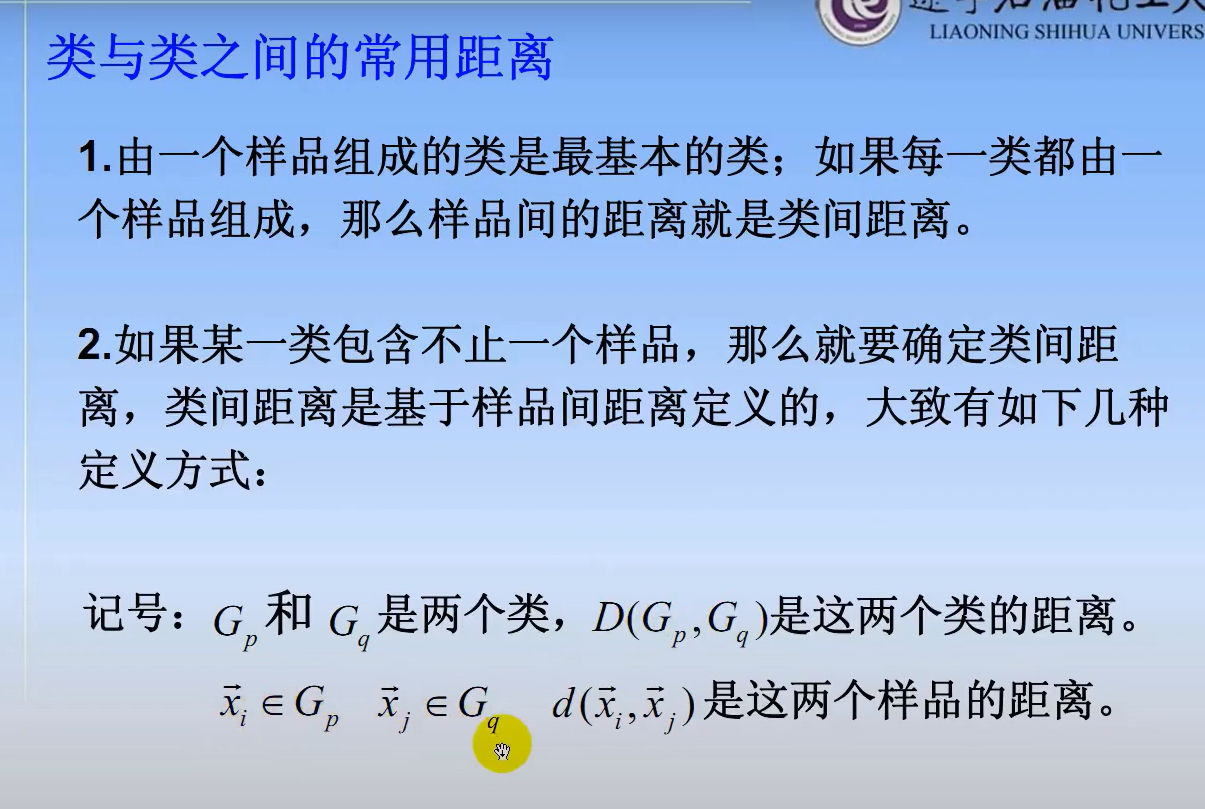 LIAONING SHIHUA UNIVERS
类与类之间的常用距离
1.由一个样品组成的类是最基本的类；如果每一类都由一
个样品组成，那么样品间的距离就是类间距离。
2.如果某一类包含不止一个样品，那么就要确定类间距
离，类间距离是基于样品间距离定义的，大致有如下几种
定义方式：
记号：G_p 和 G_q 是两个类，D(G_p,G_q)是这两个类的距离。
x⃗_i ∈ G_p x⃗_j ∈ G_q d(x⃗_i,x⃗_j)是这两个样品的距离。